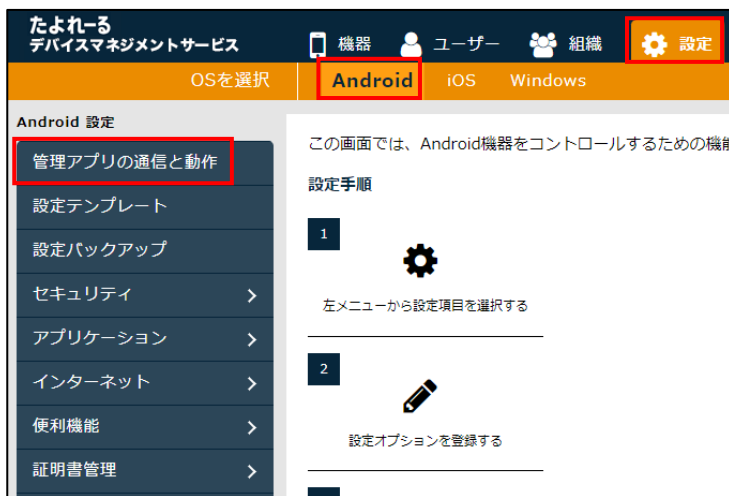 たよれーる
デバイスマネジメントサービス
機器 ユーザー 組織 設定
OSを選択 Android iOS Windows
Android 設定
管理アプリの通信と動作
設定テンプレート
設定バックアップ
セキュリティ
アプリケーション
インターネット
便利機能
証明書管理
この画面では、Android機器をコントロールするための機能
設定手順
1
左メニューから設定項目を選択する
2
設定オプションを登録する